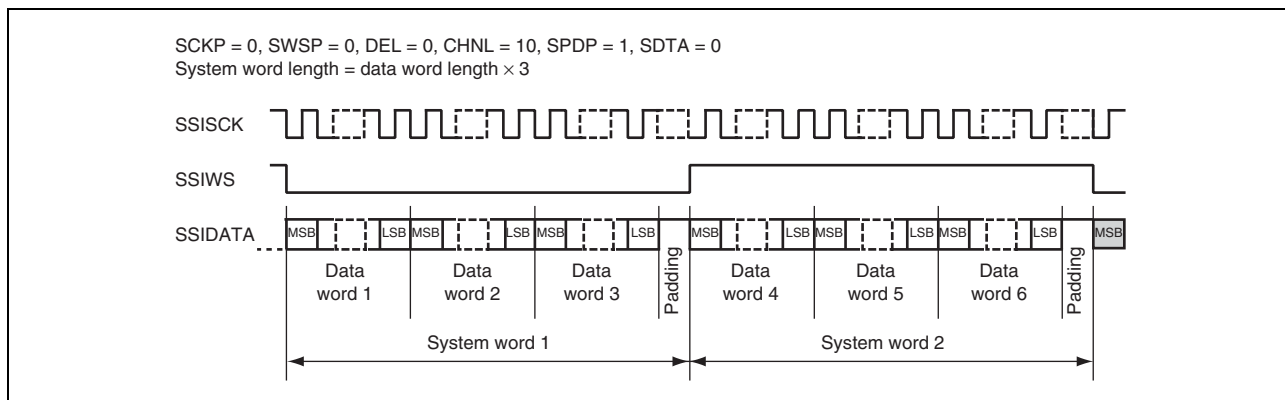 SCKP = 0, SWSP = 0, DEL = 0, CHNL = 10, SPDP = 1, SDTA = 0
System word length = data word length × 3
SSISCK
SSIWS
SSIDATA
MSB LSB MSB LSB MSB LSB MSB LSB MSB LSB MSB LSB MSB
Data word 1
Data word 2
Data word 3
Padding
Data word 4
Data word 5
Data word 6
Padding
System word 1
System word 2